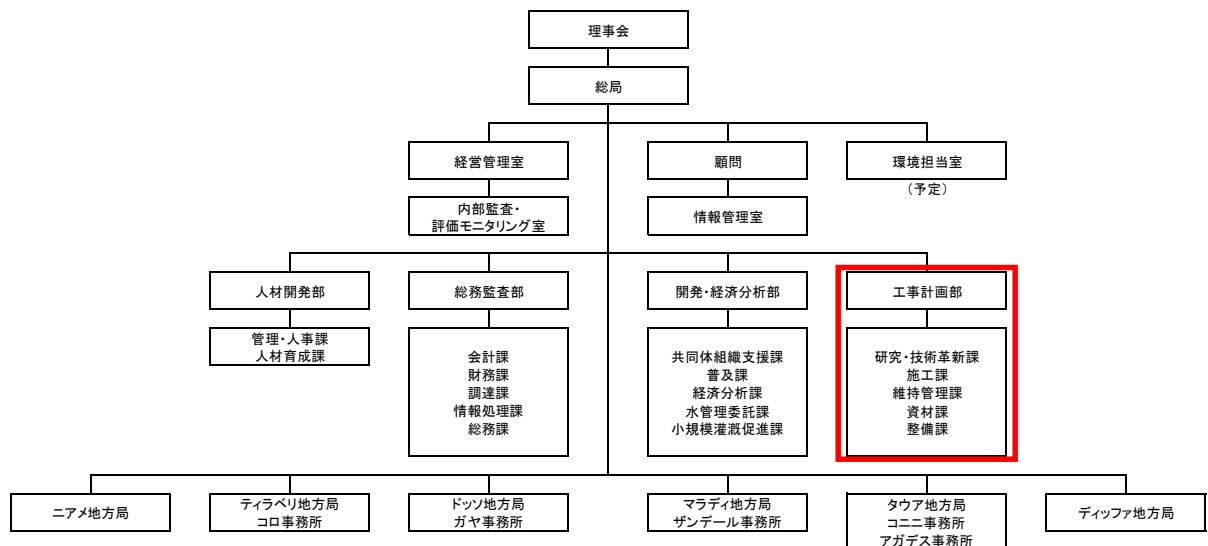 理事会
総局
経営管理室
顧問
環境担当室
（予定）
内部監査・
評価モニタリング室
情報管理室
人材開発部
総務監査部
開発・経済分析部
工事計画部
管理・人事課
人材育成課
会計課
財務課
調達課
情報処理課
総務課
共同体組織支援課
普及課
経済分析課
水管理委託課
小規模灌漑促進課
研究・技術革新課
施工課
維持管理課
資材課
整備課
ニアメ地方局
ティラベリ地方局
コロ事務所
ドッソ地方局
ガヤ事務所
マラディ地方局
ザンデール事務所
タウア地方局
コニニ事務所
アガデス事務所
ディッファ地方局